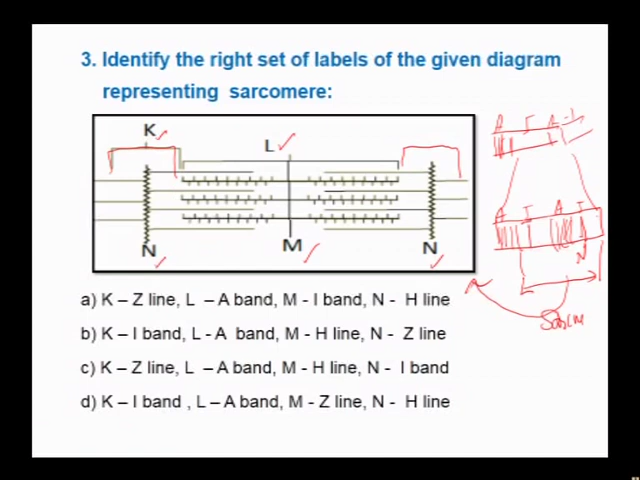 3. Identify the right set of labels of the given diagram
representing sarcomere:
K
L
N
M
N
A I A I
A I A I
N
a) K – Z line, L – A band, M - I band, N - H line
b) K – I band, L - A band, M - H line, N - Z line
c) K – Z line, L – A band, M - H line, N - I band
d) K – I band , L – A band, M - Z line, N - H line